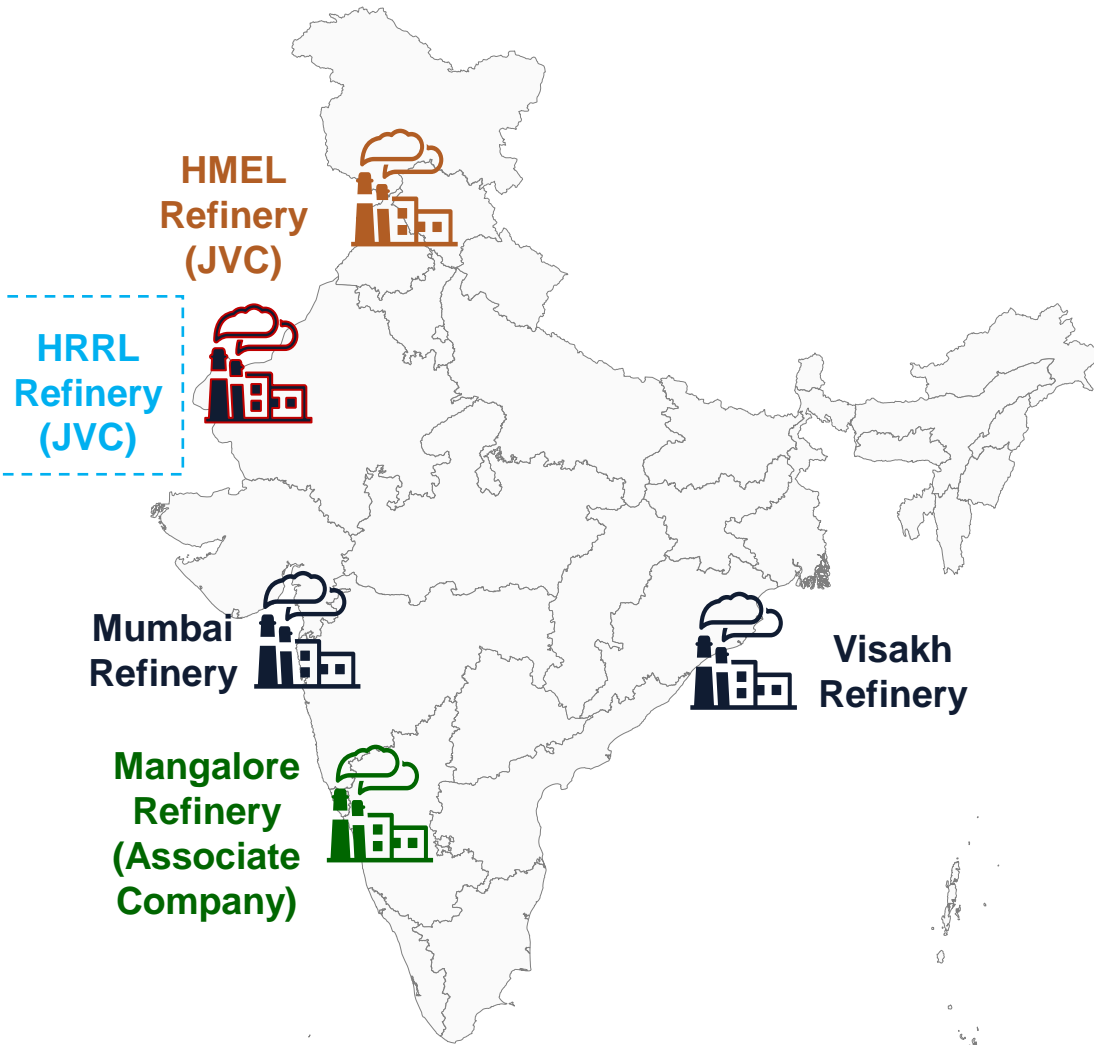 HMEL
Refinery
(JVC)
HRRL
Refinery
(JVC)
Mumbai
Refinery
Visakh
Refinery
Mangalore
Refinery
(Associate
Company)